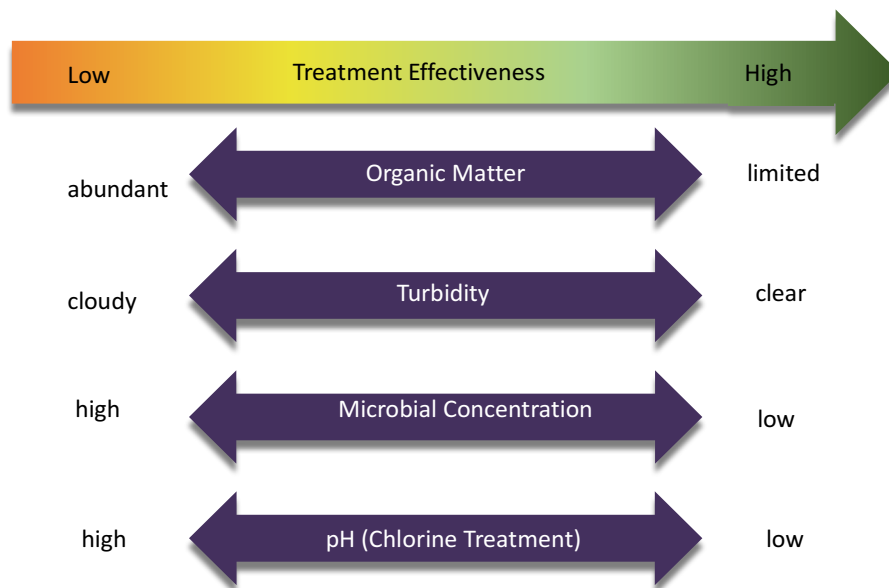 Low Treatment Effectiveness High
abundant Organic Matter limited
cloudy Turbidity clear
high Microbial Concentration low
high pH (Chlorine Treatment) low